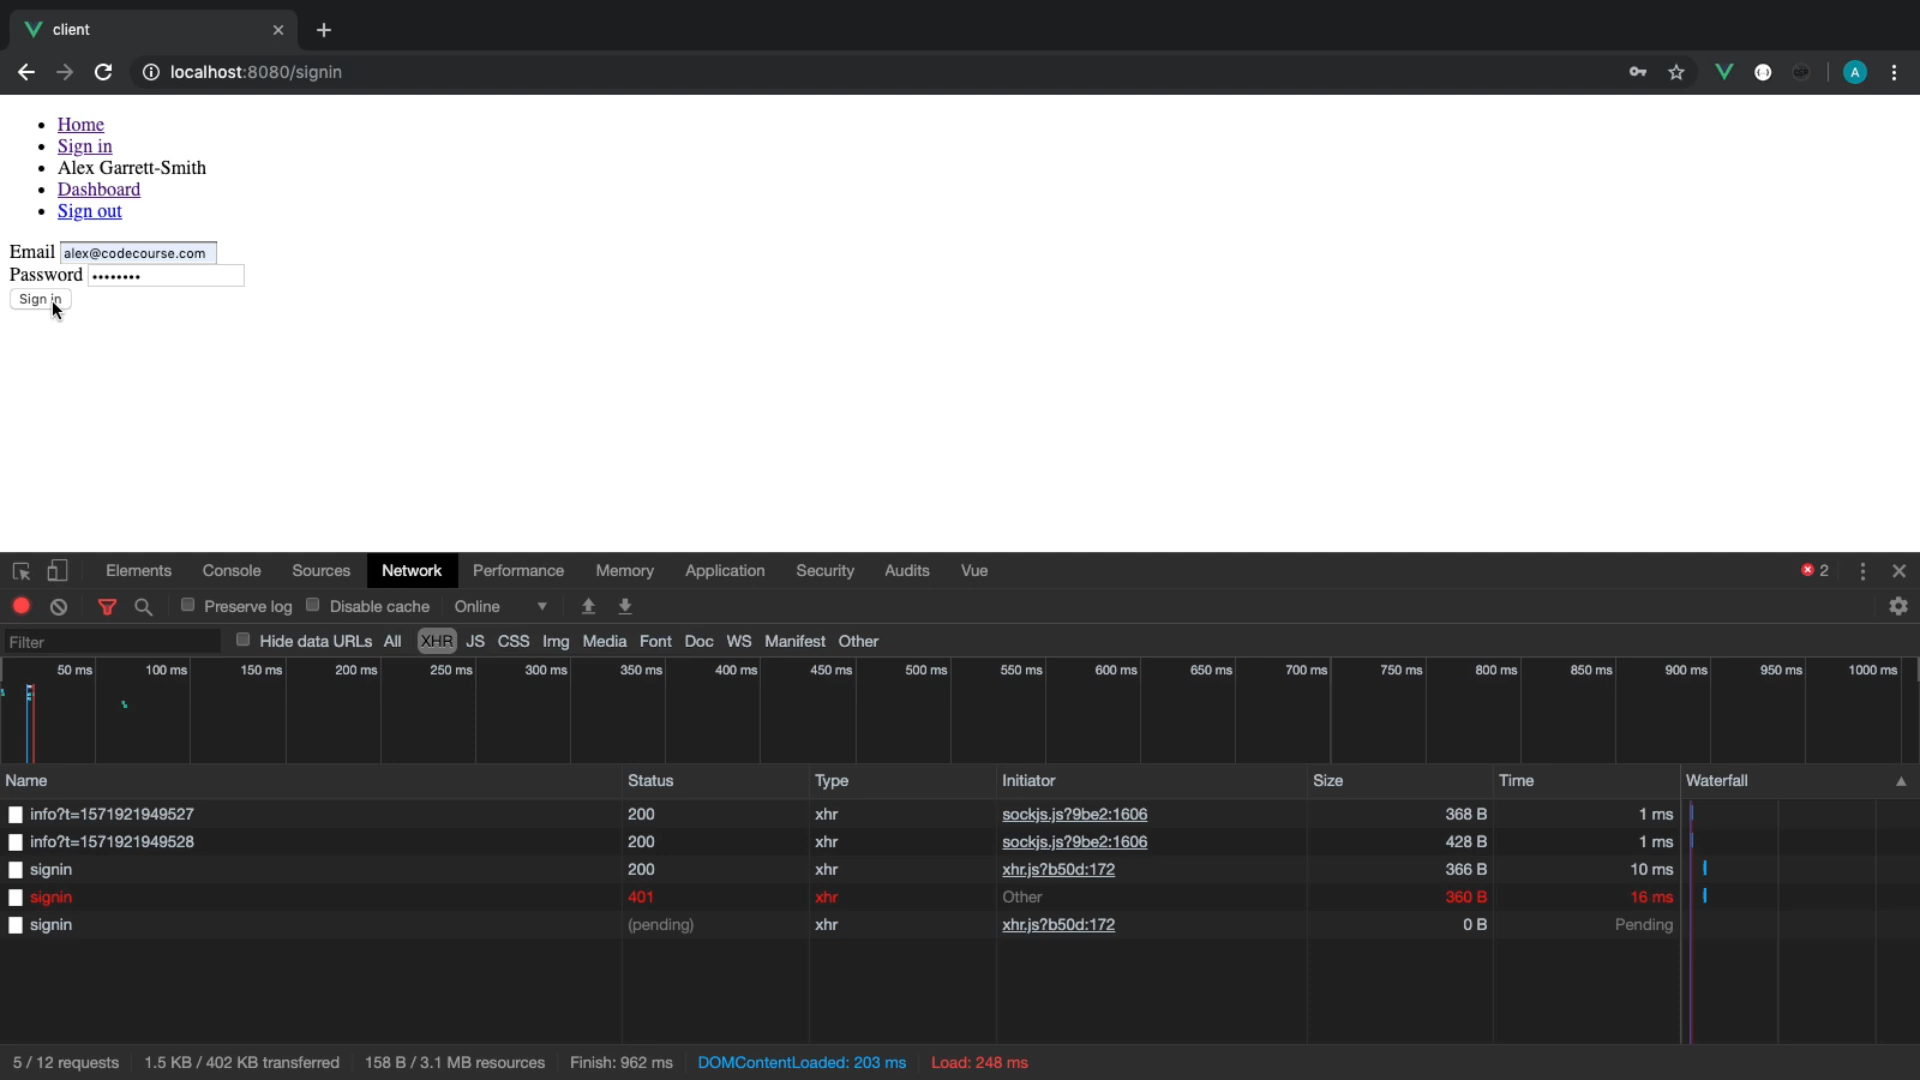 client
localhost:8080/signin
A
Home
Sign in
Alex Garrett-Smith
Dashboard
Sign out
Email alex@codecourse.com
Password ••••••••
Sign in
Elements Console Sources Network Performance Memory Application Security Audits Vue 2
Preserve log Disable cache Online
Filter Hide data URLs All XHR JS CSS Img Media Font Doc WS Manifest Other
50 ms 100 ms 150 ms 200 ms 250 ms 300 ms 350 ms 400 ms 450 ms 500 ms 550 ms 600 ms 650 ms 700 ms 750 ms 800 ms 850 ms 900 ms 950 ms 1000 ms
Name Status Type Initiator Size Time Waterfall
info?t=1571921949527 200 xhr sockjs.js?9be2:1606 368 B 1 ms
info?t=1571921949528 200 xhr sockjs.js?9be2:1606 428 B 1 ms
signin 200 xhr xhr.js?b50d:172 366 B 10 ms
signin 401 xhr Other 360 B 16 ms
signin (pending) xhr xhr.js?b50d:172 0 B Pending
5 / 12 requests 1.5 KB / 402 KB transferred 158 B / 3.1 MB resources Finish: 962 ms DOMContentLoaded: 203 ms Load: 248 ms